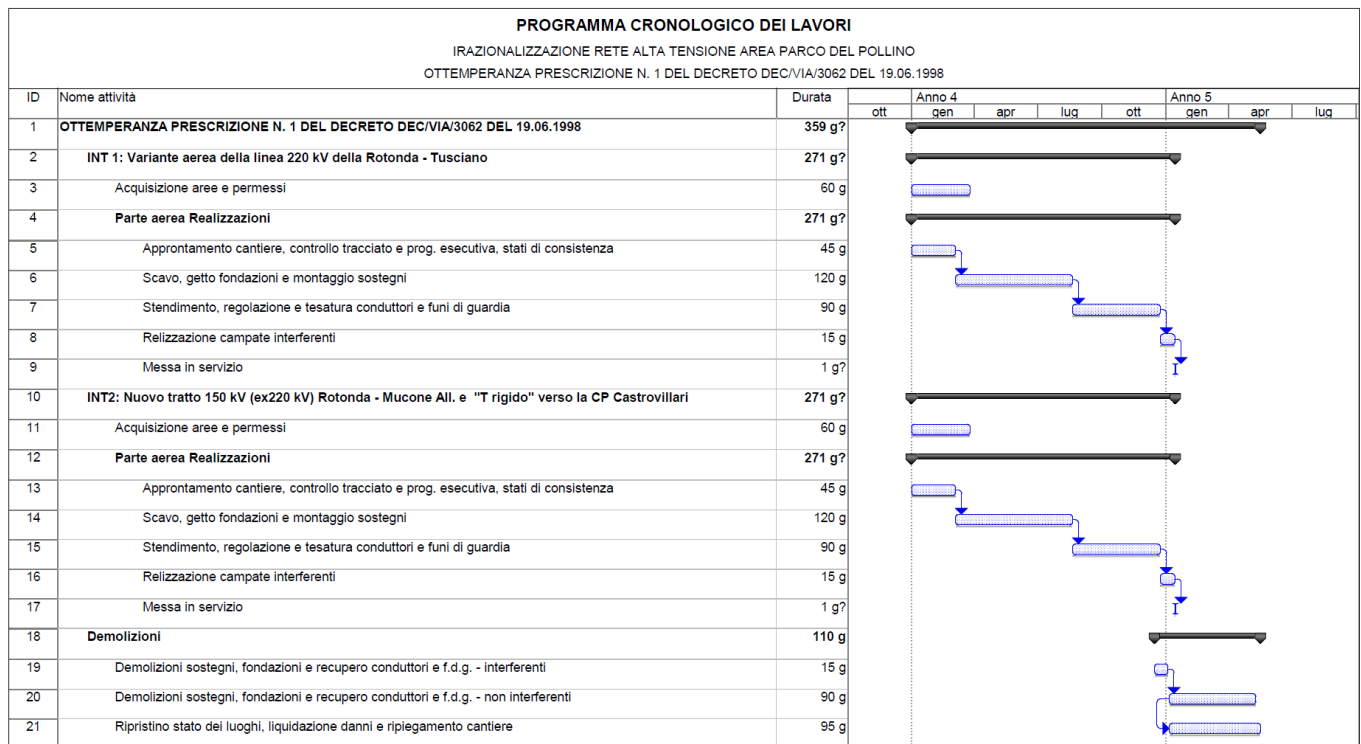 PROGRAMMA CRONOLOGICO DEI LAVORI
IRAZIONALIZZAZIONE RETE ALTA TENSIONE AREA PARCO DEL POLLINO
OTTEMPERANZA PRESCRIZIONE N. 1 DEL DECRETO DEC/VIA/3062 DEL 19.06.1998
ID Nome attività Durata Anno 4 Anno 5
ott gen apr lug ott gen apr lug
1 OTTEMPERANZA PRESCRIZIONE N. 1 DEL DECRETO DEC/VIA/3062 DEL 19.06.1998 359 g?
2 INT 1: Variante aerea della linea 220 kV della Rotonda - Tusciano 271 g?
3 Acquisizione aree e permessi 60 g
4 Parte aerea Realizzazioni 271 g?
5 Approntamento cantiere, controllo tracciato e prog. esecutiva, stati di consistenza 45 g
6 Scavo, getto fondazioni e montaggio sostegni 120 g
7 Stendimento, regolazione e tesatura conduttori e funi di guardia 90 g
8 Relizzazione campate interferenti 15 g
9 Messa in servizio 1 g?
10 INT2: Nuovo tratto 150 kV (ex220 kV) Rotonda - Mucone All. e "T rigido" verso la CP Castrovillari 271 g?
11 Acquisizione aree e permessi 60 g
12 Parte aerea Realizzazioni 271 g?
13 Approntamento cantiere, controllo tracciato e prog. esecutiva, stati di consistenza 45 g
14 Scavo, getto fondazioni e montaggio sostegni 120 g
15 Stendimento, regolazione e tesatura conduttori e funi di guardia 90 g
16 Relizzazione campate interferenti 15 g
17 Messa in servizio 1 g?
18 Demolizioni 110 g
19 Demolizioni sostegni, fondazioni e recupero conduttori e f.d.g. - interferenti 15 g
20 Demolizioni sostegni, fondazioni e recupero conduttori e f.d.g. - non interferenti 90 g
21 Ripristino stato dei luoghi, liquidazione danni e ripiegamento cantiere 95 g